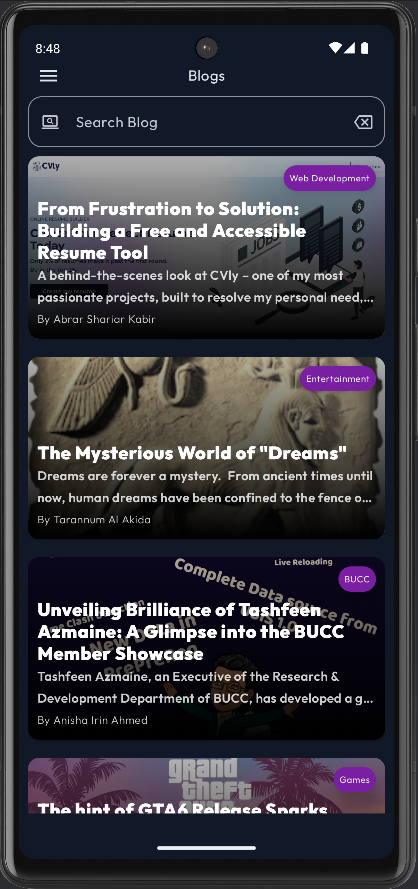 8:48
Blogs
Search Blog
CVly
Web Development
From Frustration to Solution:
Building a Free and Accessible
Resume Tool
A behind-the-scenes look at CVly – one of my most
passionate projects, built to resolve my personal need,...
By Abrar Shariar Kabir
JOBS
Entertainment
The Mysterious World of "Dreams"
Dreams are forever a mystery. From ancient times until
now, human dreams have been confined to the fence o...
By Tarannum Al Akida
Live Reloading
Complete Data source from
BUCC
Unveiling Brilliance of Tashfeen
Azmaine: A Glimpse into the BUCC
Member Showcase
Tashfeen Azmaine, an Executive of the Research &
Development Department of BUCC, has developed a g...
By Anisha Irin Ahmed
grand
theft
Games
The hint of GTA6 Release Sparks